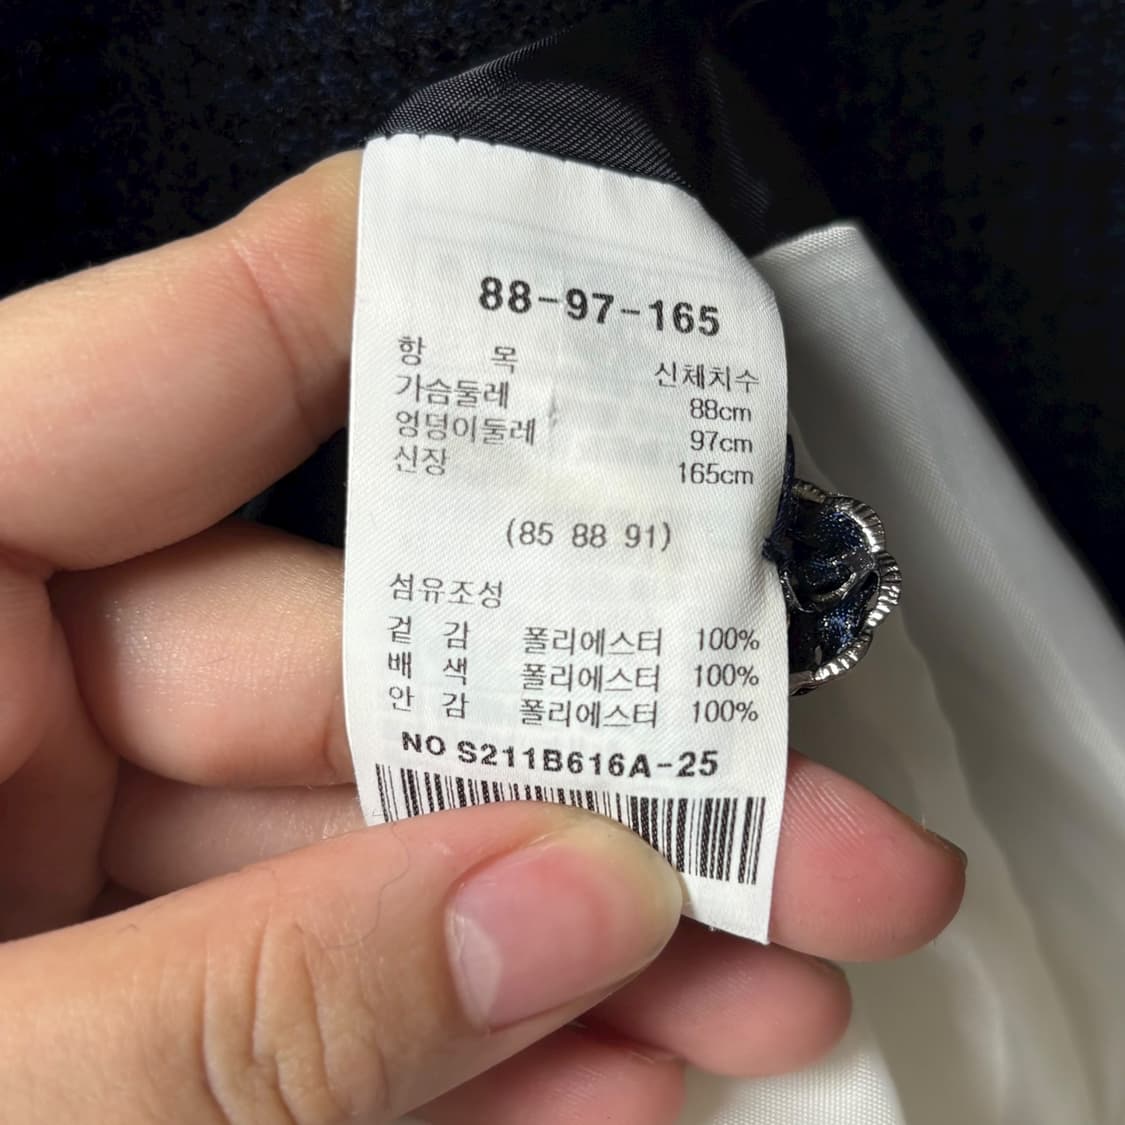 88-97-165
항 목 신체치수
가슴둘레 88cm
엉덩이둘레 97cm
신장 165cm
(85 88 91)
섬유조성
겉 감 폴리에스터 100%
배 색 폴리에스터 100%
안 감 폴리에스터 100%
NO S211B616A-25